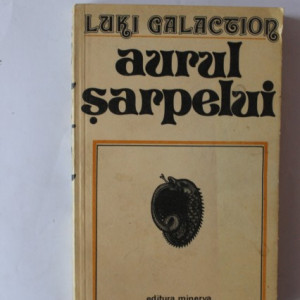 LUKI GALACTION
aurul
șarpelui
editura minerva